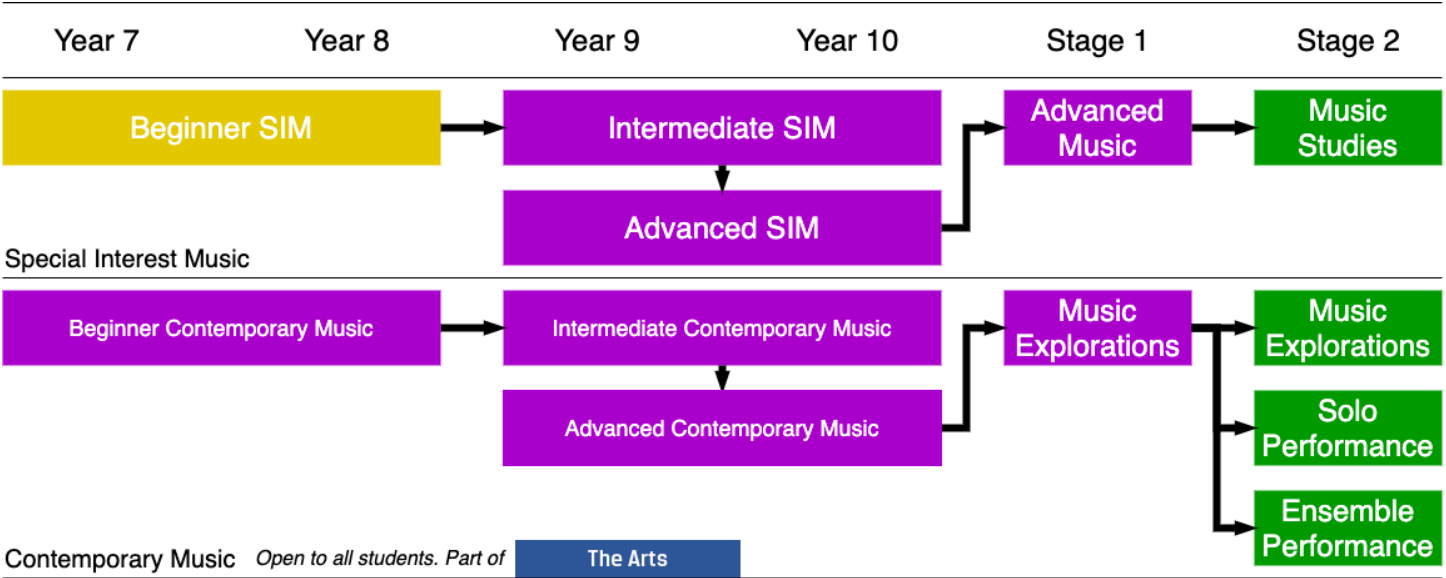 Year 7 Year 8 Year 9 Year 10 Stage 1 Stage 2
Beginner SIM
Intermediate SIM
Advanced
Music
Music
Studies
Advanced SIM
Special Interest Music
Beginner Contemporary Music
Intermediate Contemporary Music
Music
Explorations
Music
Explorations
Advanced Contemporary Music
Solo
Performance
Ensemble
Performance
Contemporary Music Open to all students. Part of The Arts